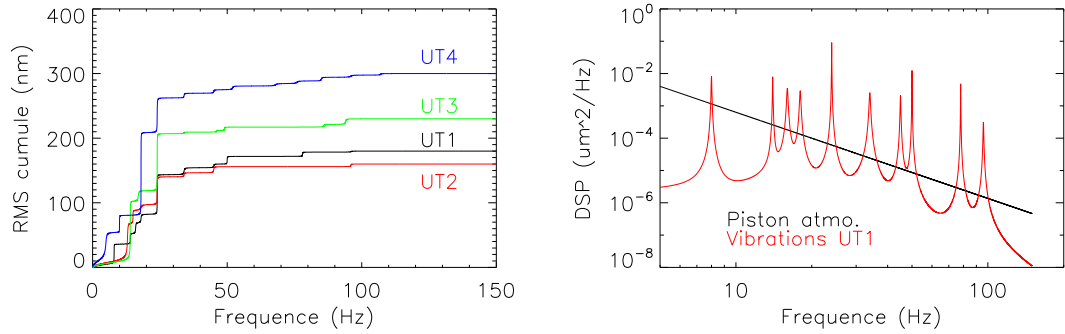 RMS cumule (nm)
400
300
200
100
0
UT4
UT3
UT1
UT2
0 50 100 150
Frequence (Hz)
DSP (um^2/Hz)
10^0
10^-2
10^-4
10^-6
10^-8
Piston atmo.
Vibrations UT1
10 100
Frequence (Hz)